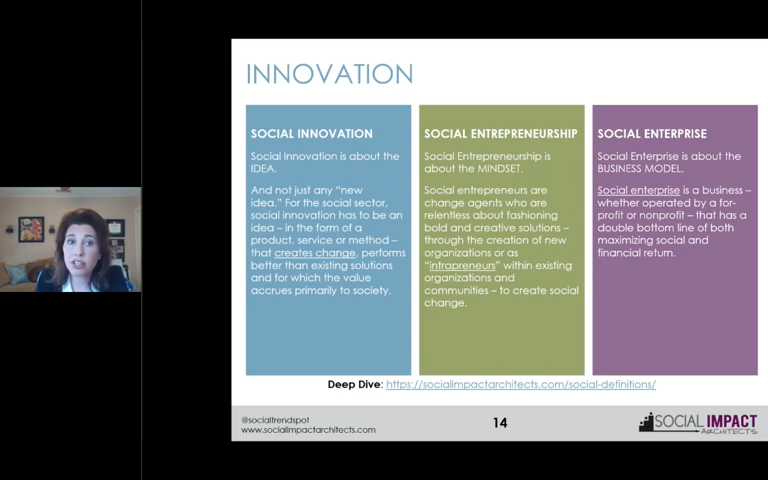 INNOVATION
SOCIAL INNOVATION
Social Innovation is about the
IDEA.
And not just any “new
idea.” For the social sector,
social innovation has to be an
idea – in the form of a
product, service or method –
that creates change, performs
better than existing solutions
and for which the value
accrues primarily to society.
SOCIAL ENTREPRENEURSHIP
Social Entrepreneurship is
about the MINDSET.
Social entrepreneurs are
change agents who are
relentless about fashioning
bold and creative solutions –
through the creation of new
organizations or as
“intrapreneurs” within existing
organizations and
communities – to create social
change.
SOCIAL ENTERPRISE
Social Enterprise is about the
BUSINESS MODEL.
Social enterprise is a business –
whether operated by a for-
profit or nonprofit – that has a
double bottom line of both
maximizing social and
financial return.
Deep Dive: https://socialimpactarchitects.com/social-definitions/
@socialtrendspot
www.socialimpactarchitects.com
14
SOCIAL IMPACT
ARCHITECTS